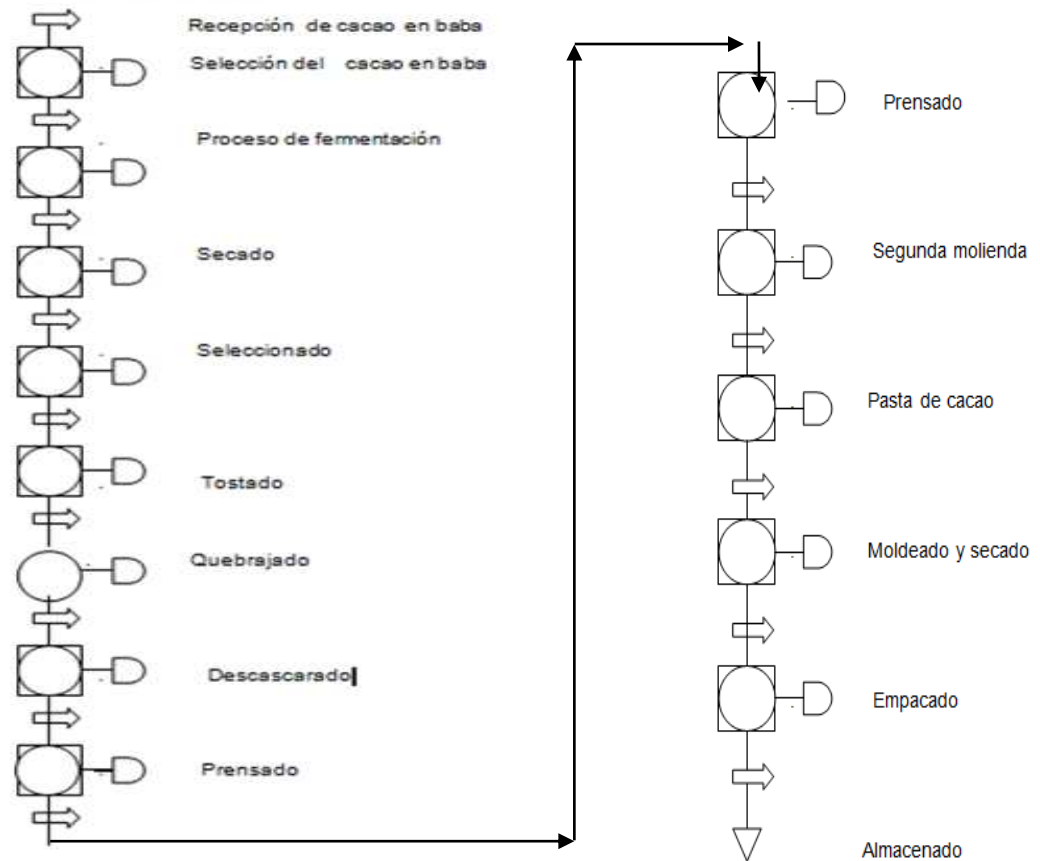 Recepción de cacao en baba
Selección del cacao en baba
Proceso de fermentación
Secado
Seleccionado
Tostado
Quebrajado
Descascarado
Prensado
Prensado
Segunda molienda
Pasta de cacao
Moldeado y secado
Empacado
Almacenado